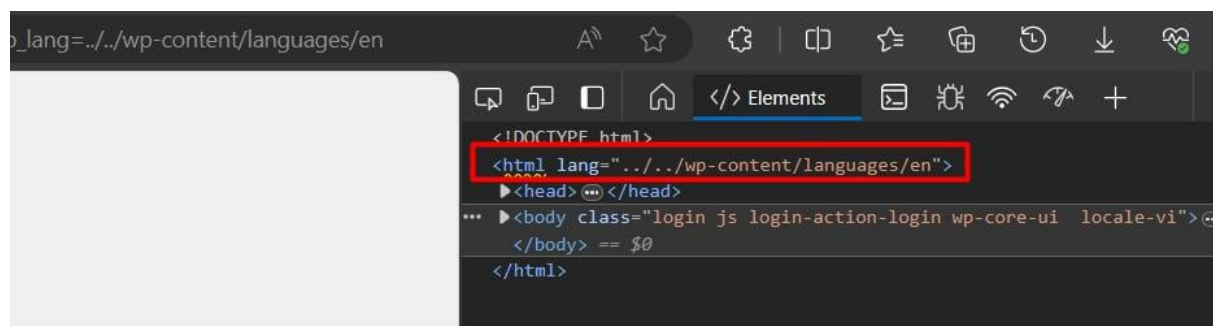 p_lang=../../wp-content/languages/en
Elements
<!DOCTYPE html>
<html lang="../../wp-content/languages/en">
<head> </head>
<body class="login js login-action-login wp-core-ui  locale-vi">
</body> == $0
</html>